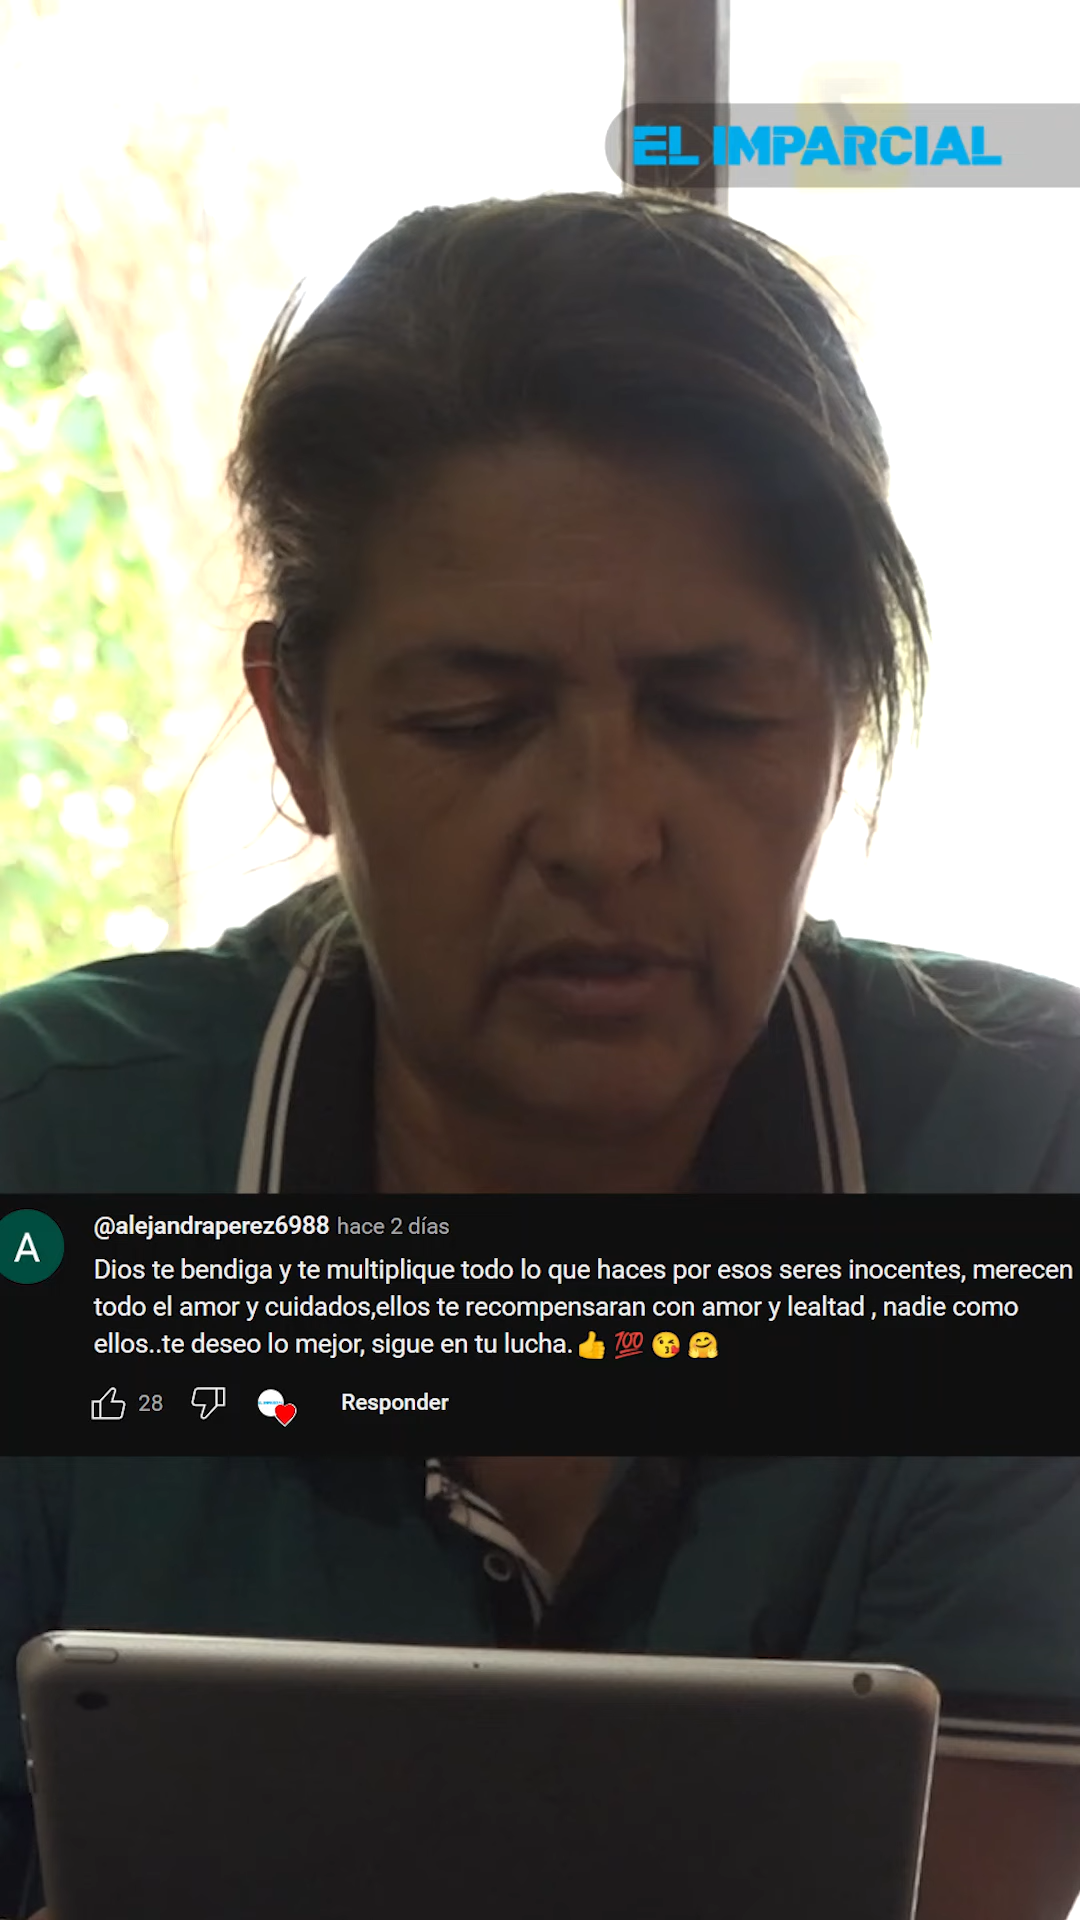 EL IMPARCIAL
A
@alejandraperez6988 hace 2 días
Dios te bendiga y te multiplique todo lo que haces por esos seres inocentes, merecen
todo el amor y cuidados,ellos te recompensaran con amor y lealtad , nadie como
ellos..te deseo lo mejor, sigue en tu lucha.👍 💯 😘 🤗
28 Responder